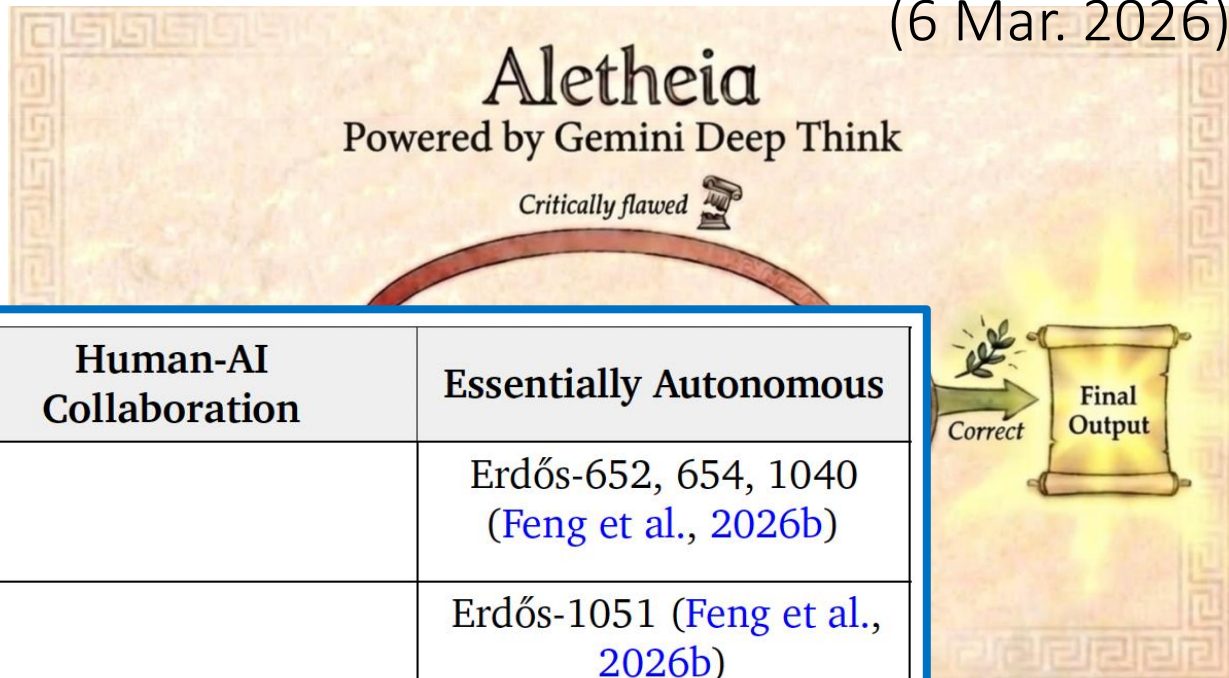 (6 Mar. 2026)
Aletheia
Powered by Gemini Deep Think
Critically flawed
Human-AI
Collaboration
Essentially Autonomous
Erdős-652, 654, 1040
(Feng et al., 2026b)
Erdős-1051 (Feng et al.,
2026b)
Correct
Final
Output